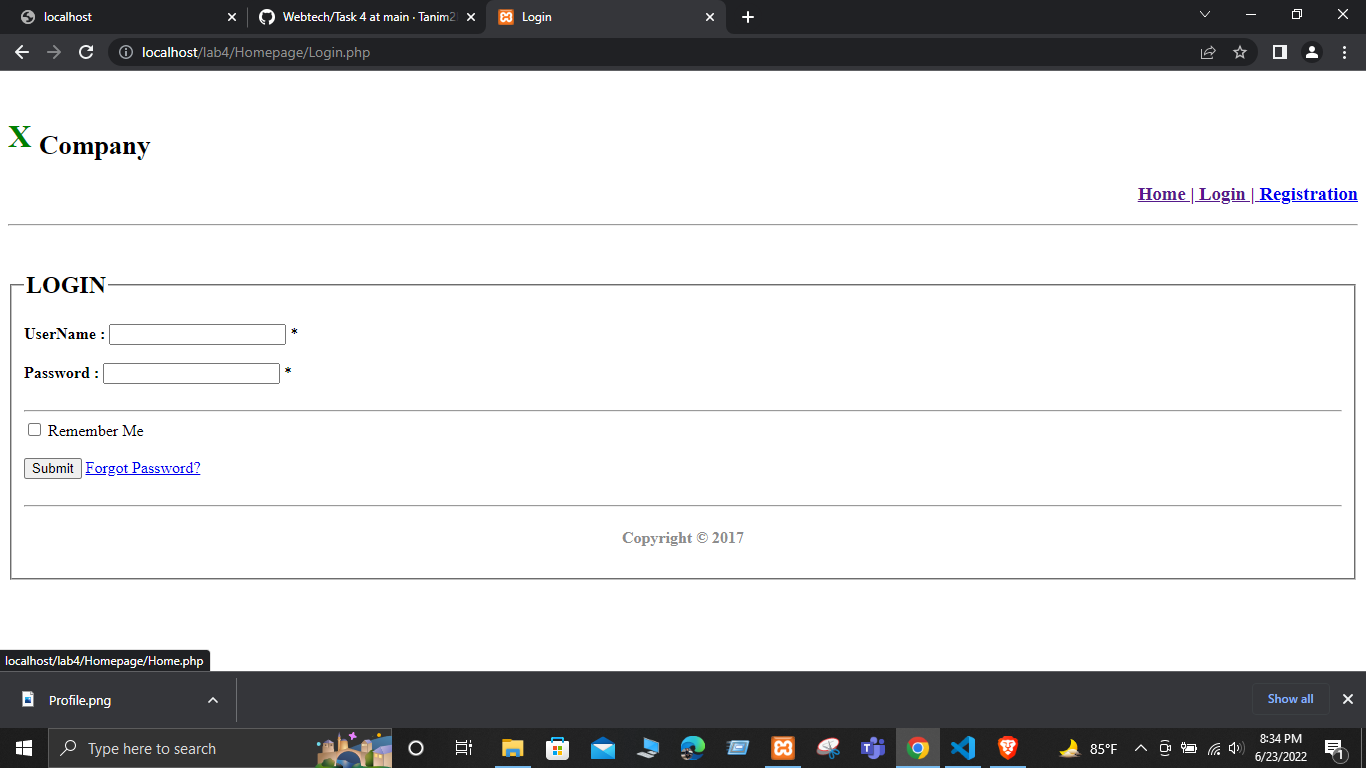 localhost
Webtech/Task 4 at main · Tanim2
Login
localhost/lab4/Homepage/Login.php
X Company
Home | Login | Registration
LOGIN
UserName : *
Password : *
Remember Me
Submit Forgot Password?
Copyright © 2017
localhost/lab4/Homepage/Home.php
Profile.png
Show all
Type here to search
85°F
8:34 PM
6/23/2022
1